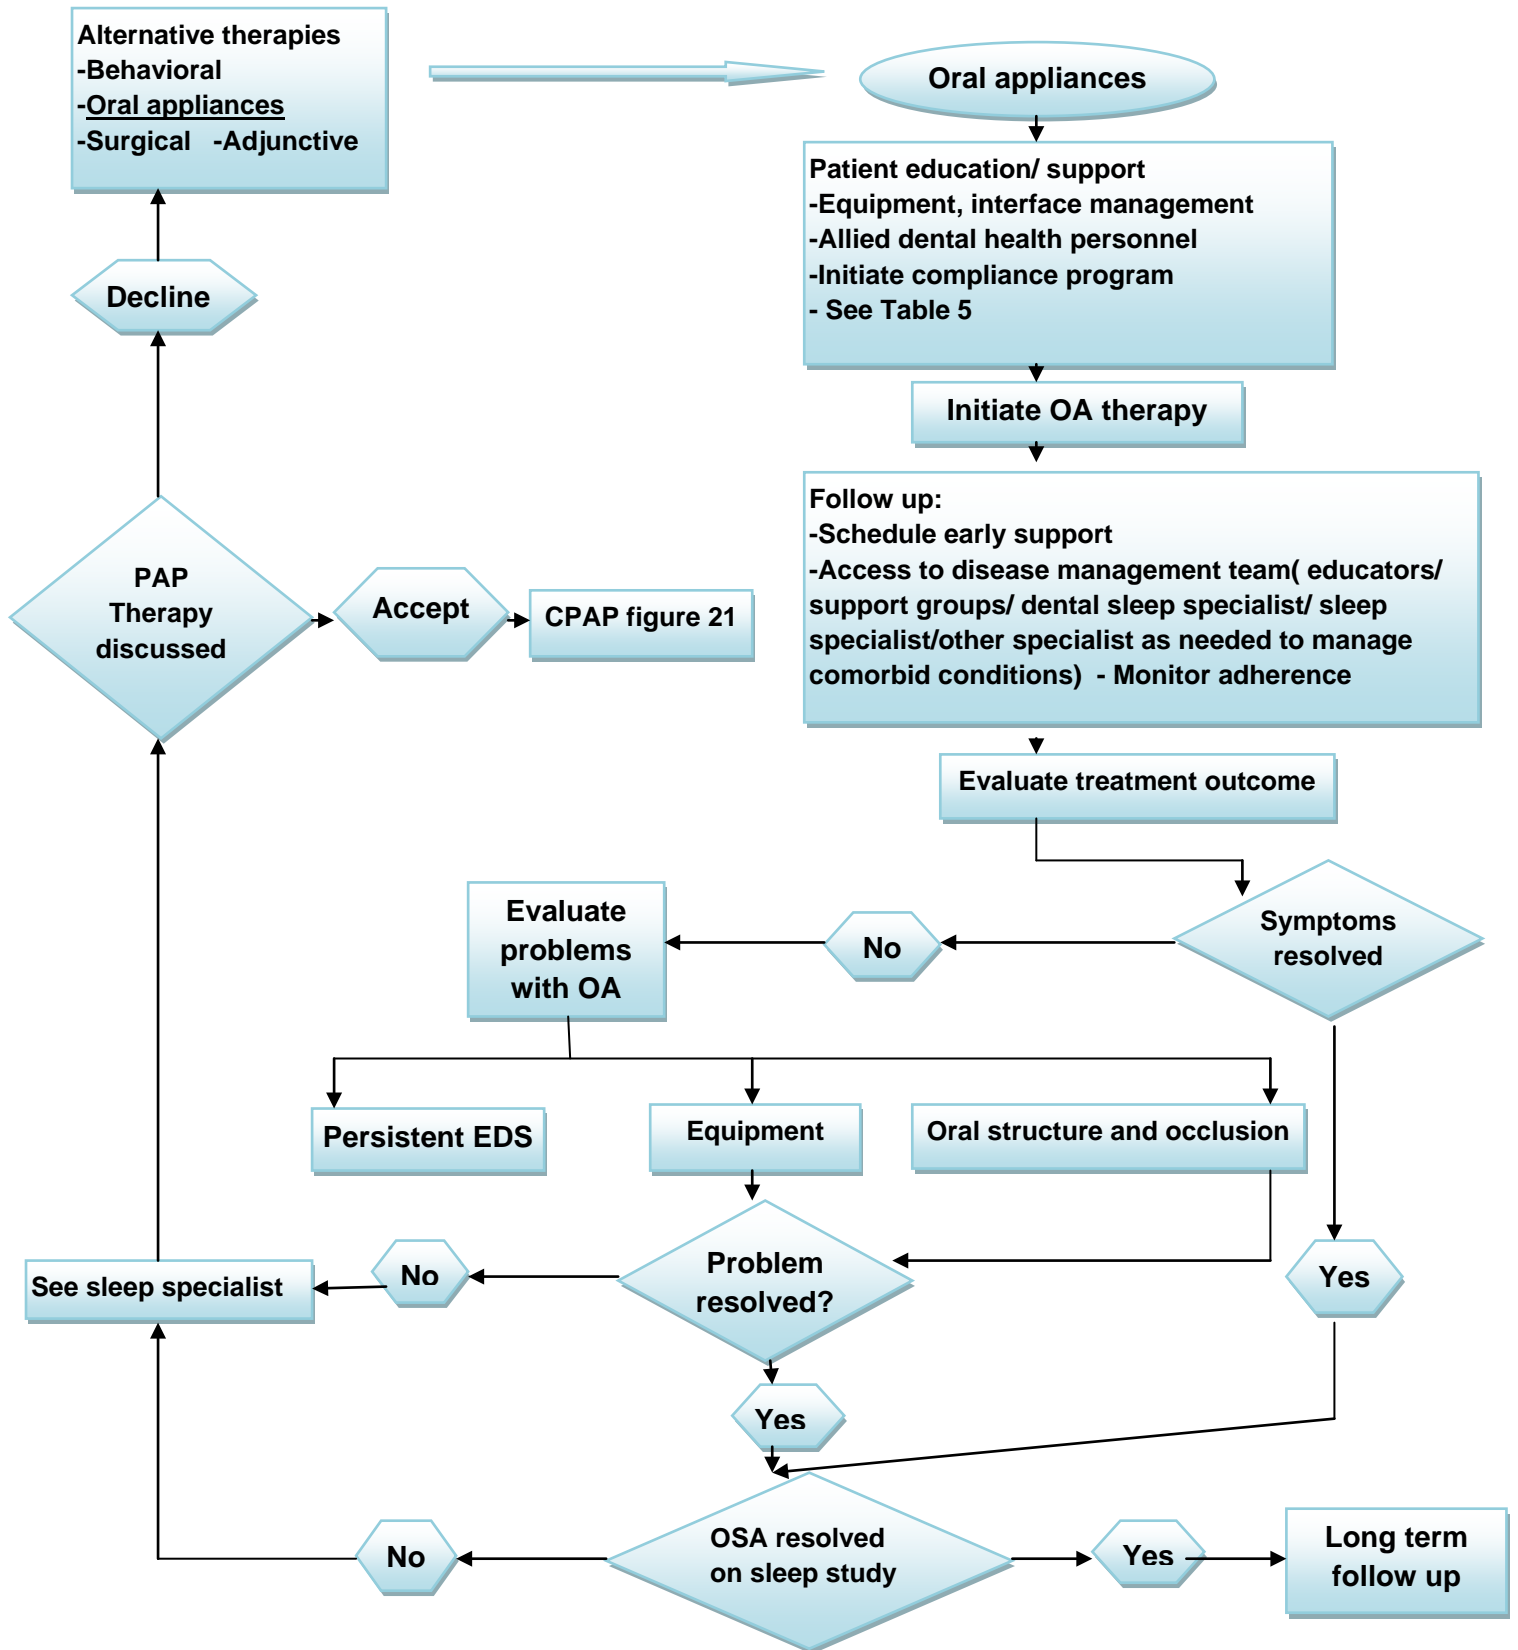 Alternative therapies
-Behavioral
-Oral appliances
-Surgical -Adjunctive
Oral appliances
Patient education/ support
-Equipment, interface management
-Allied dental health personnel
-Initiate compliance program
- See Table 5
Decline
Initiate OA therapy
Follow up:
-Schedule early support
-Access to disease management team( educators/
support groups/ dental sleep specialist/ sleep
specialist/other specialist as needed to manage
comorbid conditions) - Monitor adherence
PAP
Therapy
discussed
Accept
CPAP figure 21
Evaluate treatment outcome
Symptoms
resolved
No
Evaluate
problems
with OA
Persistent EDS
Equipment
Oral structure and occlusion
Problem
resolved?
No
See sleep specialist
Yes
Yes
OSA resolved
on sleep study
No
Yes
Long term
follow up